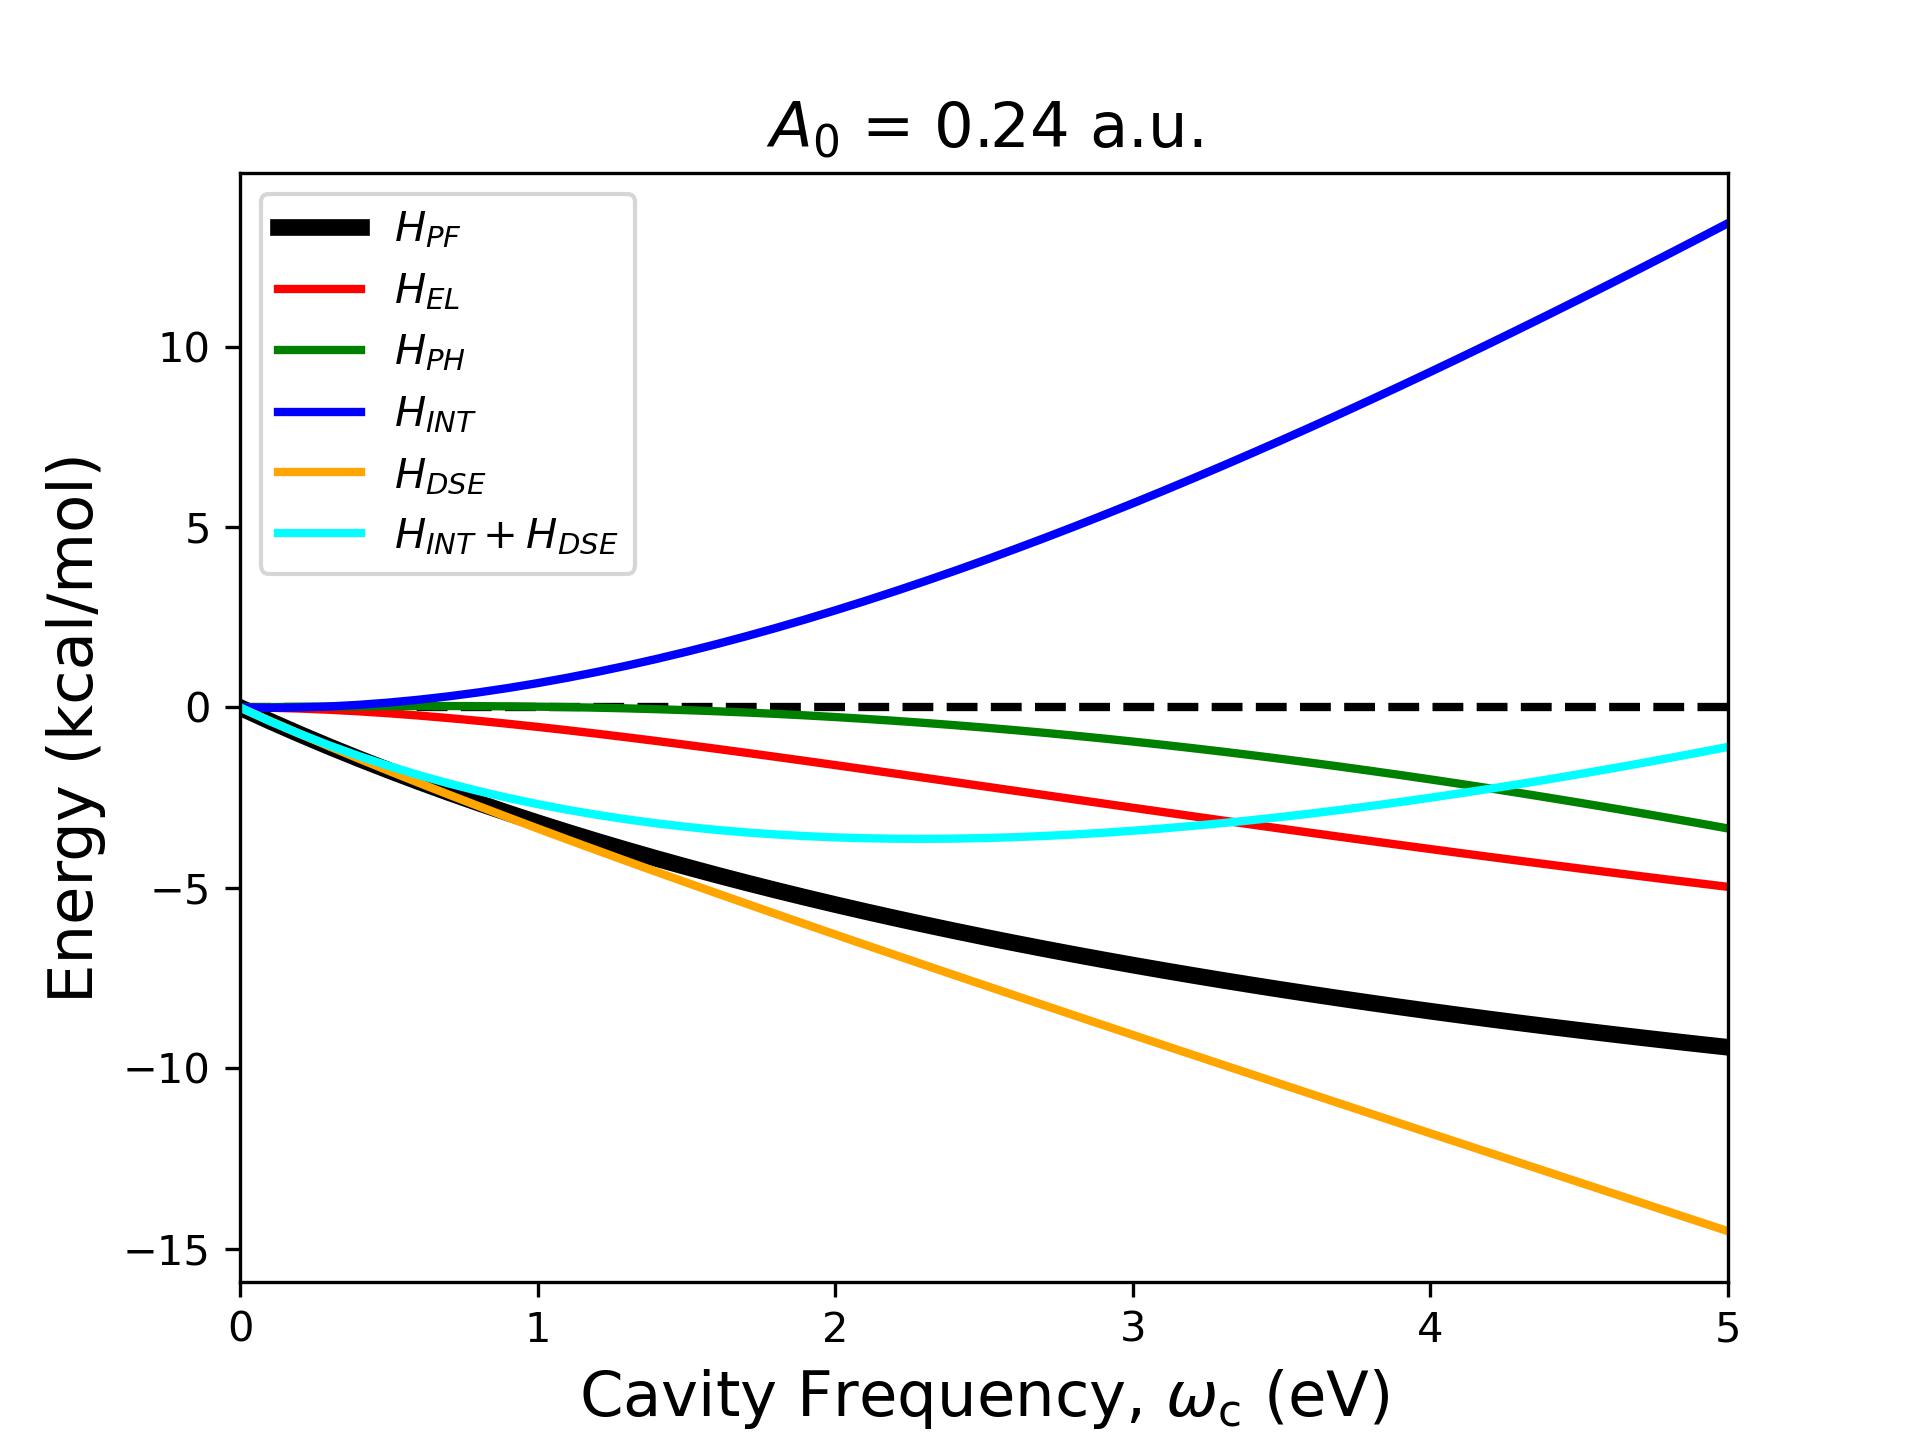 A₀ = 0.24 a.u.
H_PF
H_EL
H_PH
H_INT
H_DSE
H_INT + H_DSE
Energy (kcal/mol)
10
5
0
−5
−10
−15
0 1 2 3 4 5
Cavity Frequency, ω_c (eV)